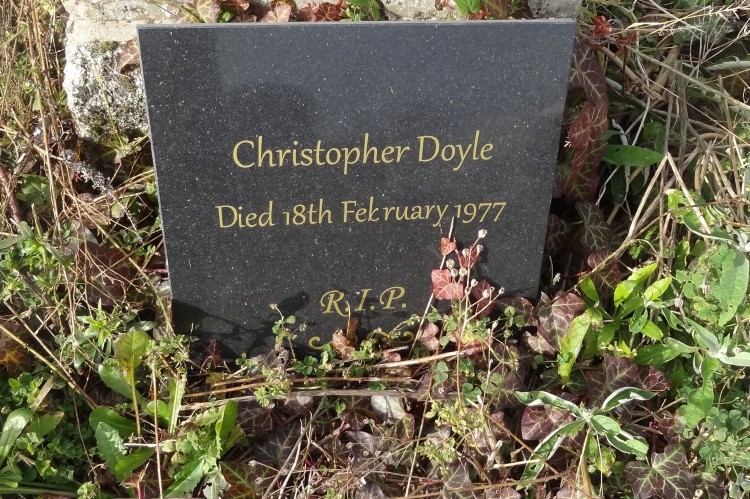 Christopher Doyle
Died 18th February 1977
R.I.P.